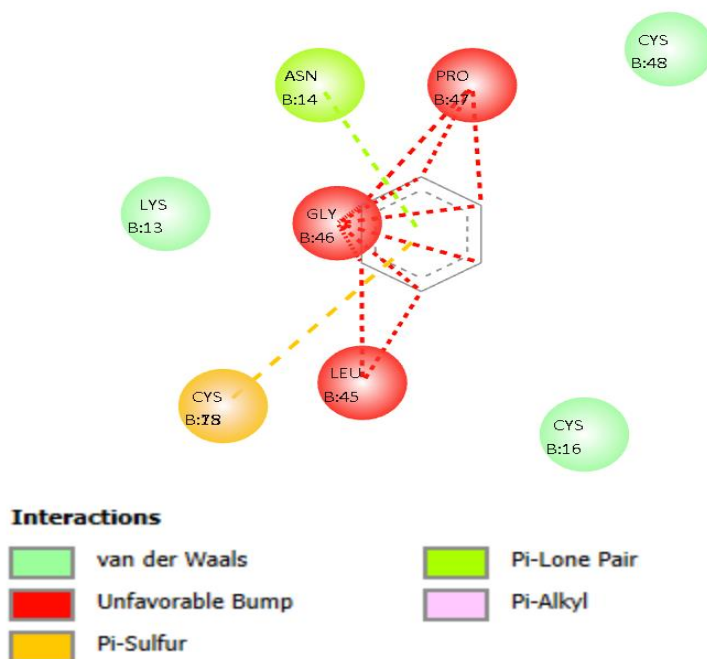 CYS
B:48
ASN
B:14
PRO
B:47
LYS
B:13
GLY
B:46
LEU
B:45
CYS
CYS
B:16
Interactions
van der Waals
Pi-Lone Pair
Unfavorable Bump
Pi-Alkyl
Pi-Sulfur